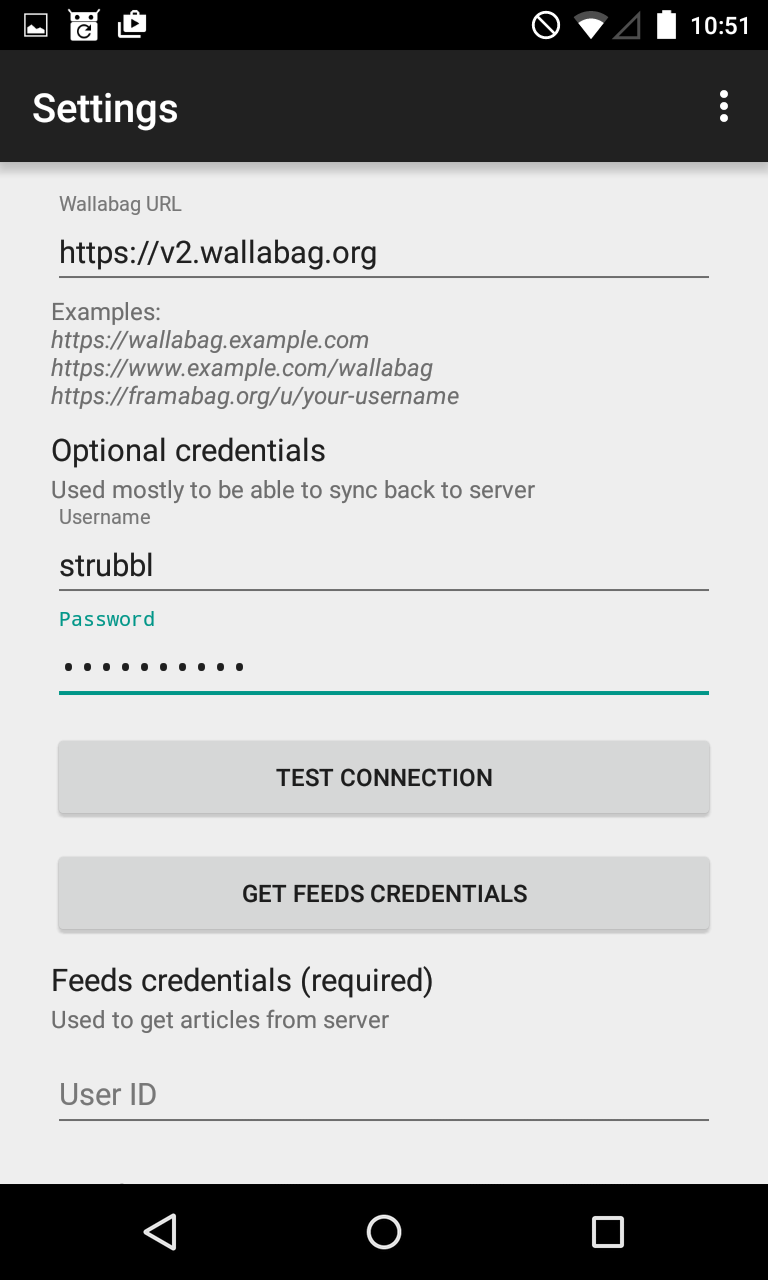 10:51
Settings
Wallabag URL
https://v2.wallabag.org
Examples:
https://wallabag.example.com
https://www.example.com/wallabag
https://framabag.org/u/your-username
Optional credentials
Used mostly to be able to sync back to server
Username
strubbl
Password
••••••••••
TEST CONNECTION
GET FEEDS CREDENTIALS
Feeds credentials (required)
Used to get articles from server
User ID